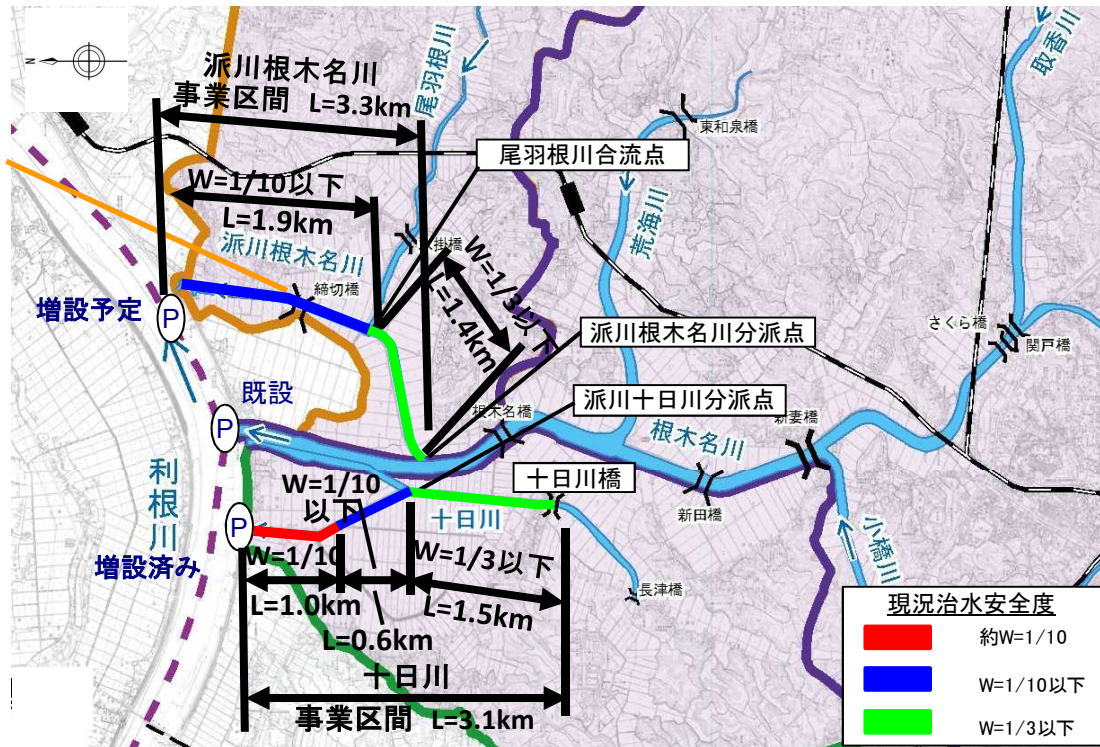 N
派川根木名川
事業区間 L=3.3km
尾羽根川
取香川
東和泉橋
尾羽根川合流点
W=1/10以下
L=1.9km
荒海川
派川根木名川
W=1/3以下
L=1.4km
増設予定
P
締切橋
派川根木名川分派点
さくら橋
関戸橋
既設
P
根木名橋
派川十日川分派点
根木名川
新妻橋
利根川
W=1/10
以下
十日川橋
十日川
新田橋
小橋川
P
増設済み
W=1/10
L=1.0km
W=1/3以下
L=1.5km
長津橋
L=0.6km
十日川
事業区間 L=3.1km
現況治水安全度
約W=1/10
W=1/10以下
W=1/3以下